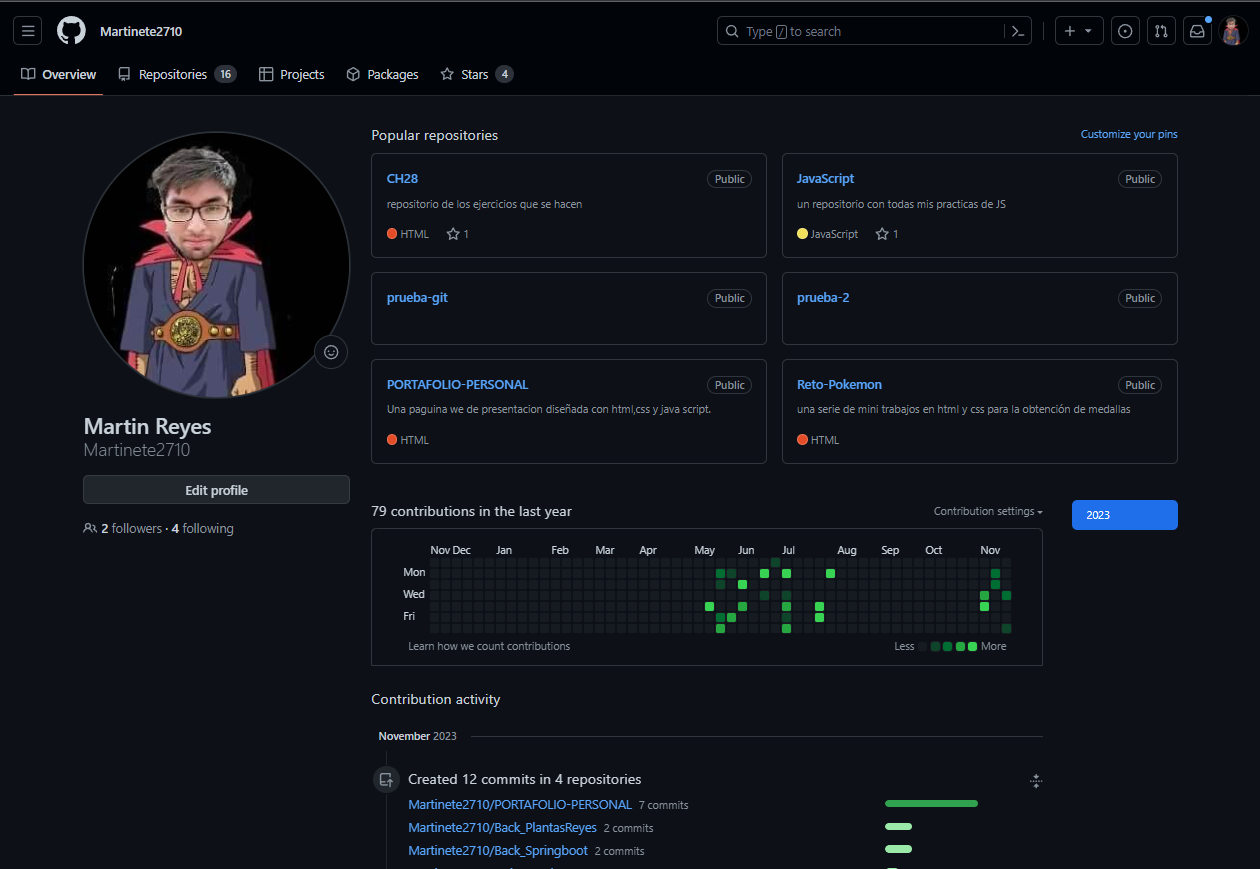 Martinete2710
Type / to search
Overview Repositories 16 Projects Packages Stars 4
Popular repositories
Customize your pins
CH28 Public
repositorio de los ejercicios que se hacen
HTML 1
JavaScript Public
un repositorio con todas mis practicas de JS
JavaScript 1
prueba-git Public
prueba-2 Public
PORTAFOLIO-PERSONAL Public
Una paguina we de presentacion diseñada con html,css y java script.
HTML
Reto-Pokemon Public
una serie de mini trabajos en html y css para la obtención de medallas
HTML
Martin Reyes
Martinete2710
Edit profile
2 followers · 4 following
79 contributions in the last year
Contribution settings
2023
Nov Dec Jan Feb Mar Apr May Jun Jul Aug Sep Oct Nov
Mon
Wed
Fri
Learn how we count contributions
Less More
Contribution activity
November 2023
Created 12 commits in 4 repositories
Martinete2710/PORTAFOLIO-PERSONAL 7 commits
Martinete2710/Back_PlantasReyes 2 commits
Martinete2710/Back_Springboot 2 commits